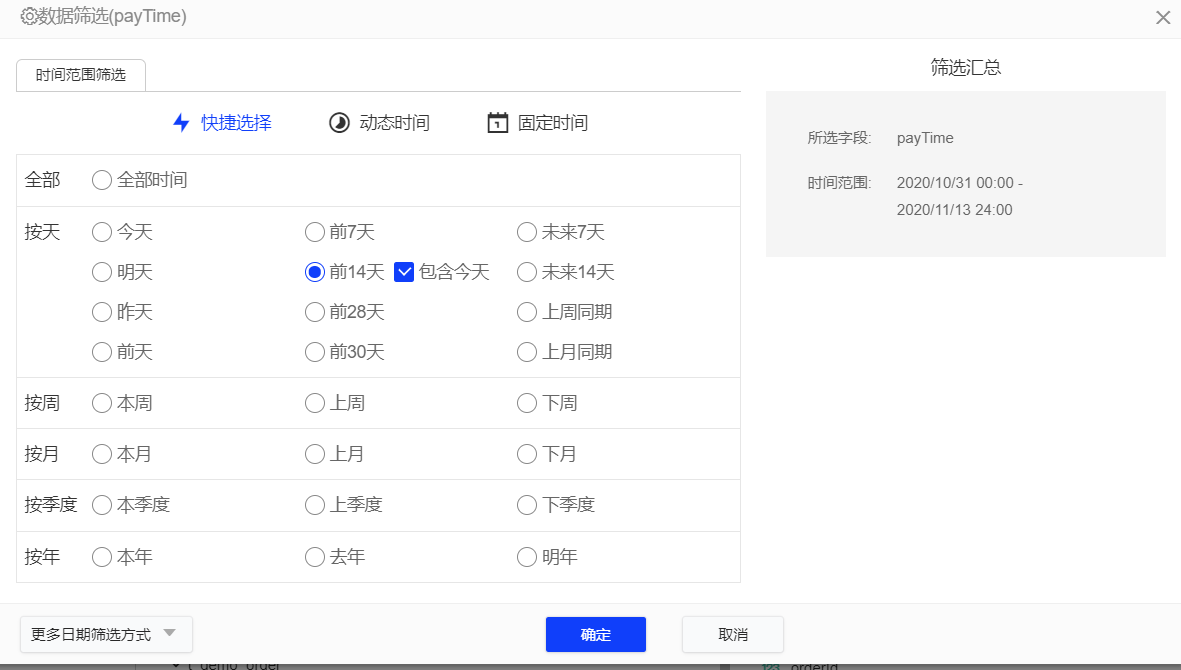 数据筛选(payTime)
时间范围筛选
快捷选择 动态时间 固定时间
全部 全部时间
按天 今天 前7天 未来7天
明天 前14天 包含今天 未来14天
昨天 前28天 上周同期
前天 前30天 上月同期
按周 本周 上周 下周
按月 本月 上月 下月
按季度 本季度 上季度 下季度
按年 本年 去年 明年
筛选汇总
所选字段: payTime
时间范围: 2020/10/31 00:00 -
2020/11/13 24:00
更多日期筛选方式 确定 取消
demo_order orderId